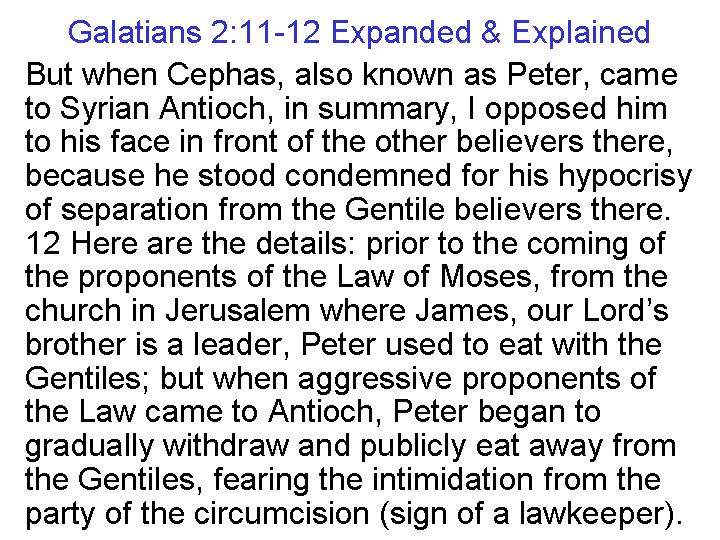 Galatians 2:11-12 Expanded & Explained
But when Cephas, also known as Peter, came
to Syrian Antioch, in summary, I opposed him
to his face in front of the other believers there,
because he stood condemned for his hypocrisy
of separation from the Gentile believers there.
12 Here are the details: prior to the coming of
the proponents of the Law of Moses, from the
church in Jerusalem where James, our Lord’s
brother is a leader, Peter used to eat with the
Gentiles; but when aggressive proponents of
the Law came to Antioch, Peter began to
gradually withdraw and publicly eat away from
the Gentiles, fearing the intimidation from the
party of the circumcision (sign of a lawkeeper).